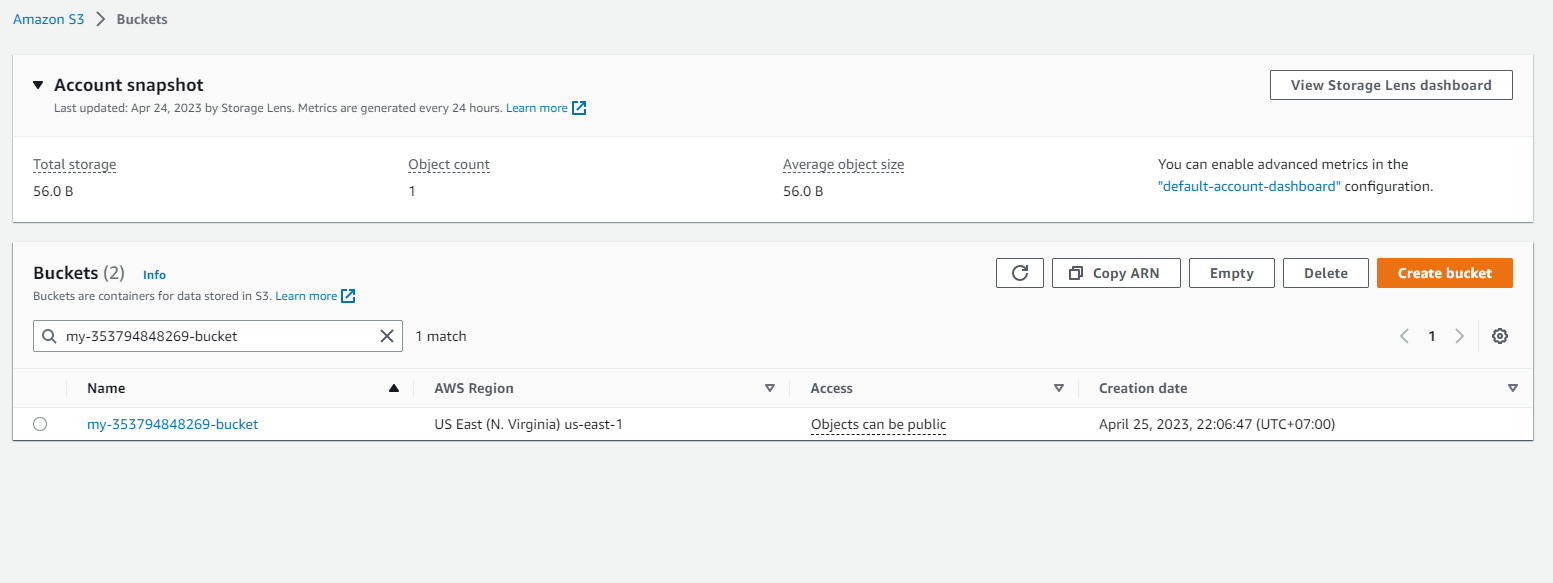 Amazon S3 > Buckets
Account snapshot
View Storage Lens dashboard
Last updated: Apr 24, 2023 by Storage Lens. Metrics are generated every 24 hours. Learn more
Total storage
56.0 B
Object count
1
Average object size
56.0 B
You can enable advanced metrics in the
"default-account-dashboard" configuration.
Buckets (2) Info
Buckets are containers for data stored in S3. Learn more
Copy ARN
Empty
Delete
Create bucket
my-353794848269-bucket
1 match
1
Name AWS Region Access Creation date
my-353794848269-bucket US East (N. Virginia) us-east-1 Objects can be public April 25, 2023, 22:06:47 (UTC+07:00)